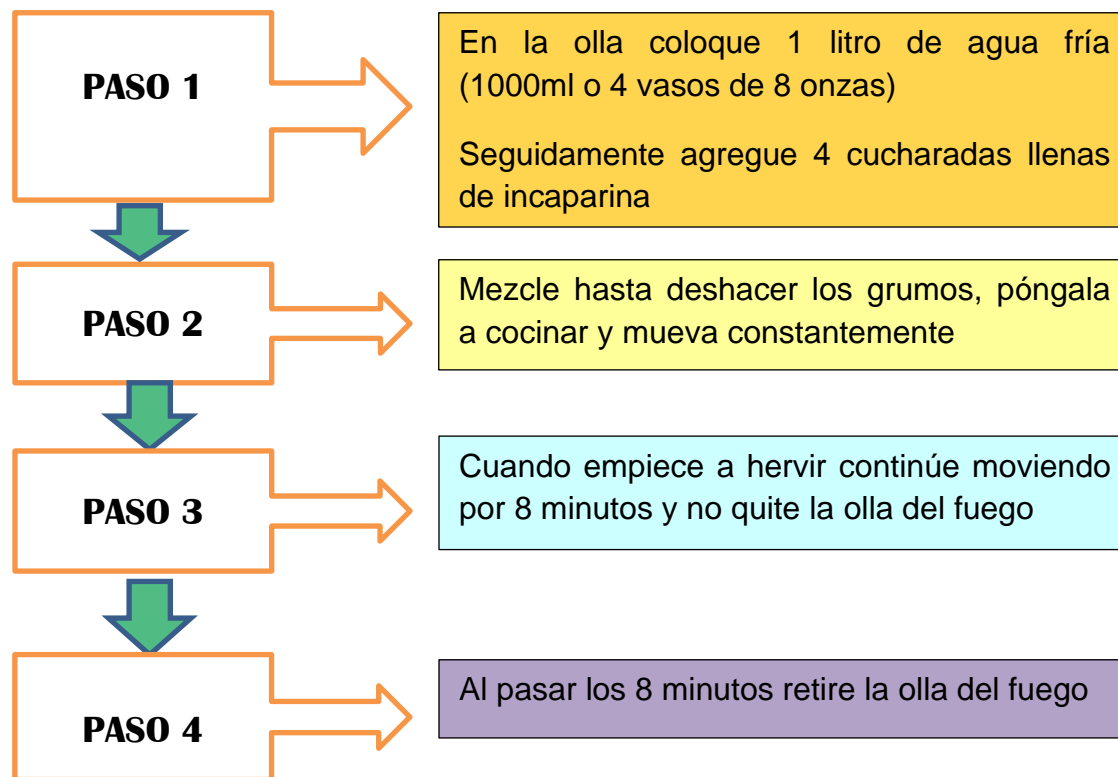 PASO 1
En la olla coloque 1 litro de agua fría
(1000ml o 4 vasos de 8 onzas)
Seguidamente agregue 4 cucharadas llenas
de incaparina
PASO 2
Mezcle hasta deshacer los grumos, póngala
a cocinar y mueva constantemente
PASO 3
Cuando empiece a hervir continúe moviendo
por 8 minutos y no quite la olla del fuego
PASO 4
Al pasar los 8 minutos retire la olla del fuego